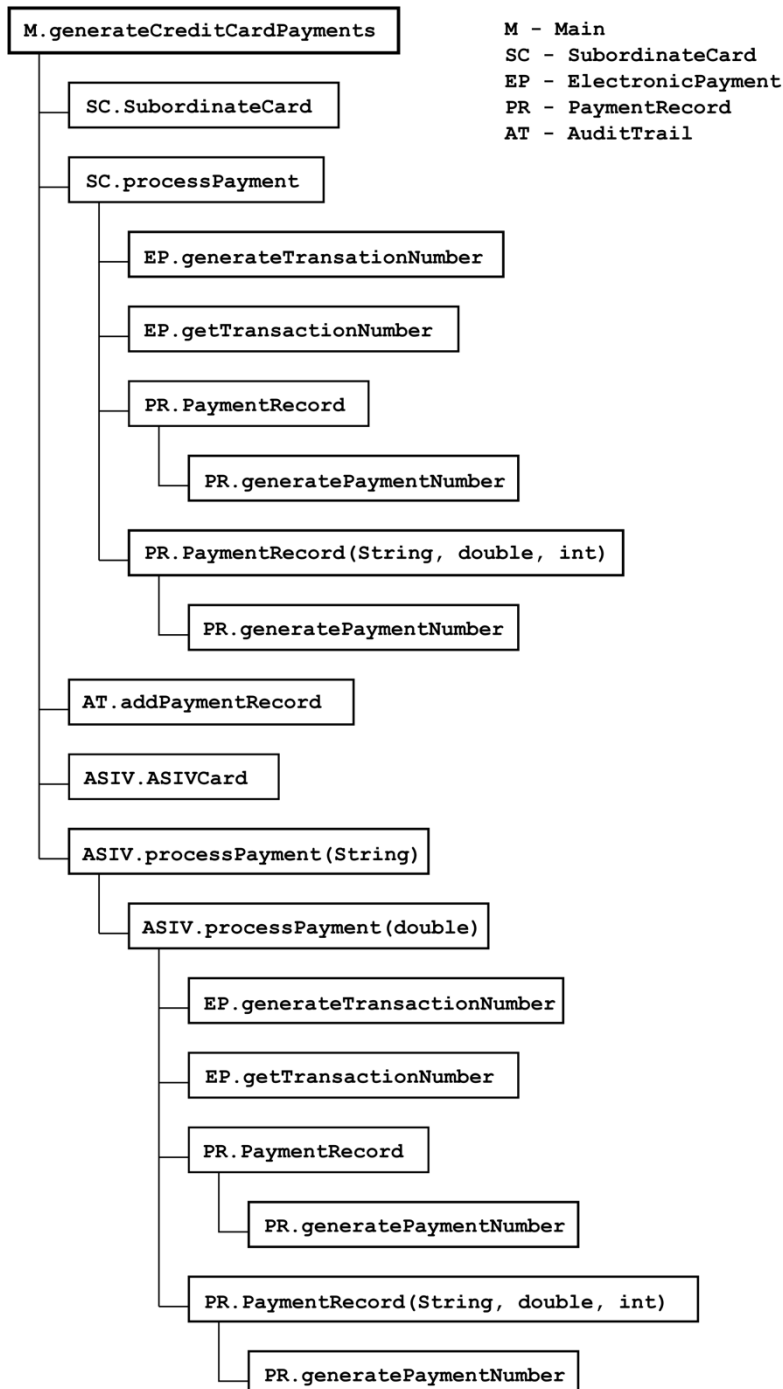 M.generateCreditCardPayments
M - Main
SC - SubordinateCard
EP - ElectronicPayment
PR - PaymentRecord
AT - AuditTrail
SC.SubordinateCard
SC.processPayment
EP.generateTransationNumber
EP.getTransactionNumber
PR.PaymentRecord
PR.generatePaymentNumber
PR.PaymentRecord(String, double, int)
PR.generatePaymentNumber
AT.addPaymentRecord
ASIV.ASIVCard
ASIV.processPayment(String)
ASIV.processPayment(double)
EP.generateTransactionNumber
EP.getTransactionNumber
PR.PaymentRecord
PR.generatePaymentNumber
PR.PaymentRecord(String, double, int)
PR.generatePaymentNumber